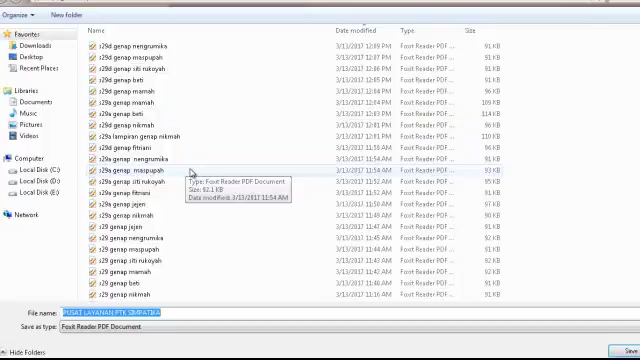 Organize New folder
Name Date modified Type Size
Favorites
Downloads
Desktop
Recent Places
Libraries
Documents
Music
Pictures
Videos
Computer
Local Disk (C:)
Local Disk (D:)
Local Disk (E:)
Network
s29d genap nengrumika 3/13/2017 12:09 PM Foxit Reader PDF ... 91 KB
s29d genap maspupah 3/13/2017 12:08 PM Foxit Reader PDF ... 91 KB
s29d genap siti rukoyah 3/13/2017 12:06 PM Foxit Reader PDF ... 91 KB
s29d genap beti 3/13/2017 12:05 PM Foxit Reader PDF ... 91 KB
s29d genap mamah 3/13/2017 12:04 PM Foxit Reader PDF ... 91 KB
s29a genap mamah 3/13/2017 12:04 PM Foxit Reader PDF ... 109 KB
s29a genap beti 3/13/2017 12:03 PM Foxit Reader PDF ... 114 KB
s29d genap nikmah 3/13/2017 12:01 PM Foxit Reader PDF ... 96 KB
s29a lampiran genap nikmah 3/13/2017 12:01 PM Foxit Reader PDF ... 110 KB
s29d genap fitriani 3/13/2017 11:55 AM Foxit Reader PDF ... 91 KB
s29a genap nengrumika 3/13/2017 11:54 AM Foxit Reader PDF ... 91 KB
s29a genap maspupah 3/13/2017 11:54 AM Foxit Reader PDF ... 93 KB
s29a genap siti rukoyah 3/13/2017 11:52 AM Foxit Reader PDF ... 95 KB
s29a genap fitriani 3/13/2017 11:52 AM Foxit Reader PDF ... 91 KB
s29a genap jejen 3/13/2017 11:50 AM Foxit Reader PDF ... 93 KB
s29a genap nikmah 3/13/2017 11:49 AM Foxit Reader PDF ... 91 KB
s29 genap jejen 3/13/2017 11:45 AM Foxit Reader PDF ... 91 KB
s29 genap nengrumika 3/13/2017 11:44 AM Foxit Reader PDF ... 92 KB
s29 genap maspupah 3/13/2017 11:43 AM Foxit Reader PDF ... 91 KB
s29 genap siti rukoyah 3/13/2017 11:43 AM Foxit Reader PDF ... 91 KB
s29 genap mamah 3/13/2017 11:42 AM Foxit Reader PDF ... 92 KB
s29 genap beti 3/13/2017 11:42 AM Foxit Reader PDF ... 91 KB
s29 genap nikmah 3/13/2017 11:16 AM Foxit Reader PDF ... 91 KB
Type: Foxit Reader PDF Document
Size: 92.1 KB
Date modified: 3/13/2017 11:54 AM
File name: PUSAT LAYANAN PTK SIMPATIKA
Save as type: Foxit Reader PDF Document
Hide Folders Save